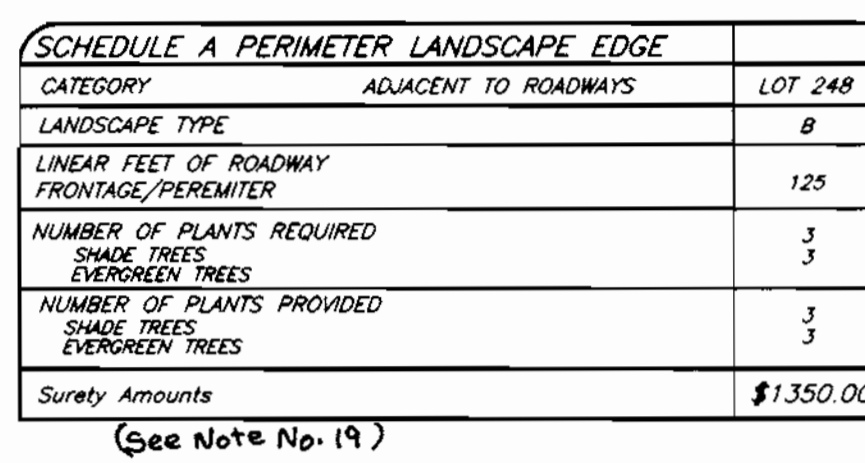 SCHEDULE A PERIMETER LANDSCAPE EDGE
CATEGORY ADJACENT TO ROADWAYS LOT 248
LANDSCAPE TYPE B
LINEAR FEET OF ROADWAY
FRONTAGE/PEREMITER 125
NUMBER OF PLANTS REQUIRED
SHADE TREES 3
EVERGREEN TREES 3
NUMBER OF PLANTS PROVIDED
SHADE TREES 3
EVERGREEN TREES 3
Surety Amounts $1350.00
(See Note No. 19)